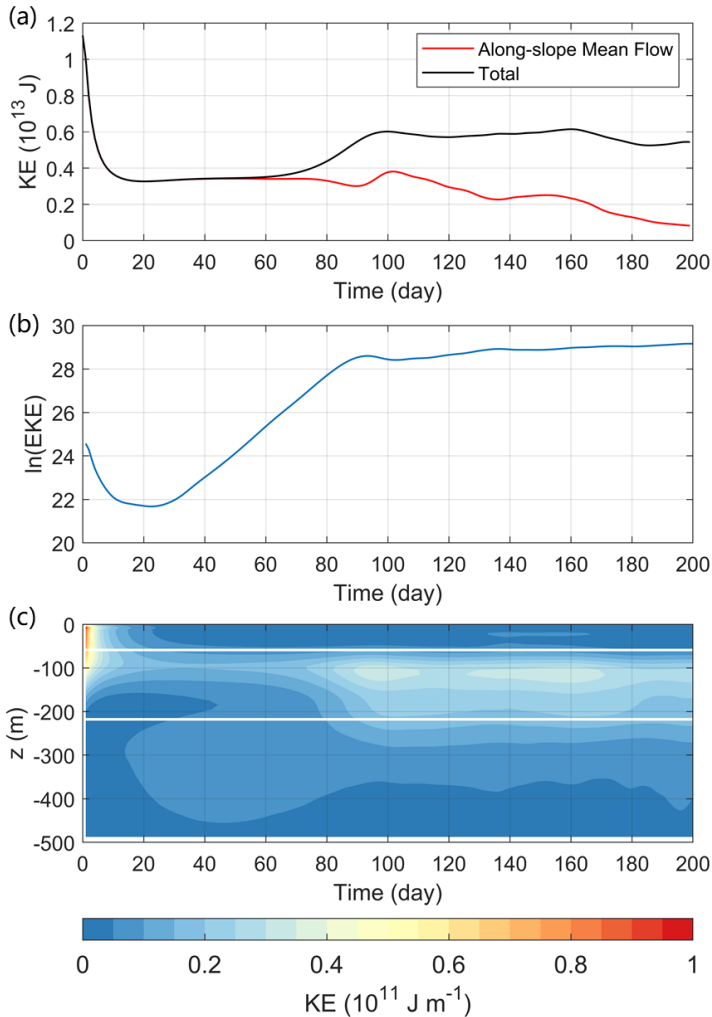 (a)
1.2
1
0.8
0.6
0.4
0.2
0
KE (10^13 J)
Along-slope Mean Flow
Total
0 20 40 60 80 100 120 140 160 180 200
Time (day)
(b)
30
28
26
24
22
20
ln(EKE)
0 20 40 60 80 100 120 140 160 180 200
Time (day)
(c)
0
-100
-200
-300
-400
-500
z (m)
0 20 40 60 80 100 120 140 160 180 200
Time (day)
0 0.2 0.4 0.6 0.8 1
KE (10^11 J m^-1)